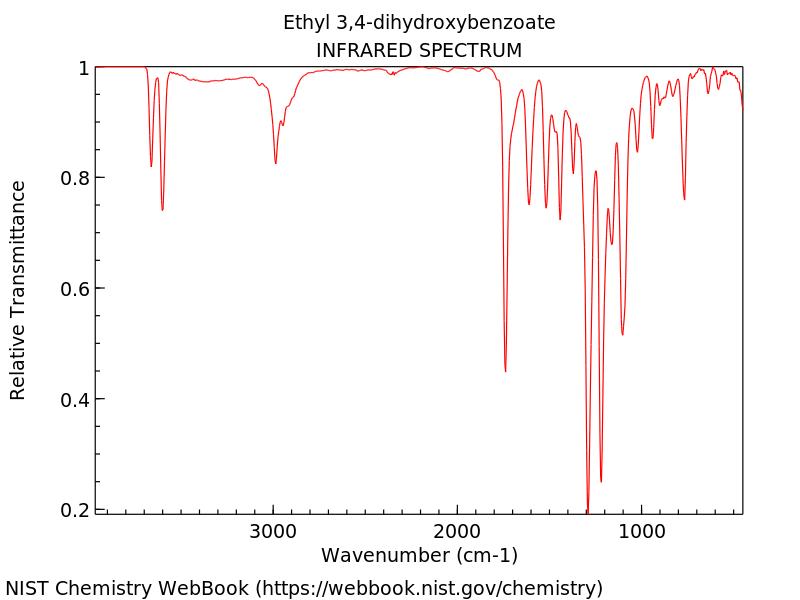 Ethyl 3,4-dihydroxybenzoate
INFRARED SPECTRUM
1
0.8
0.6
0.4
0.2
Relative Transmittance
3000 2000 1000
Wavenumber (cm-1)
NIST Chemistry WebBook (https://webbook.nist.gov/chemistry)